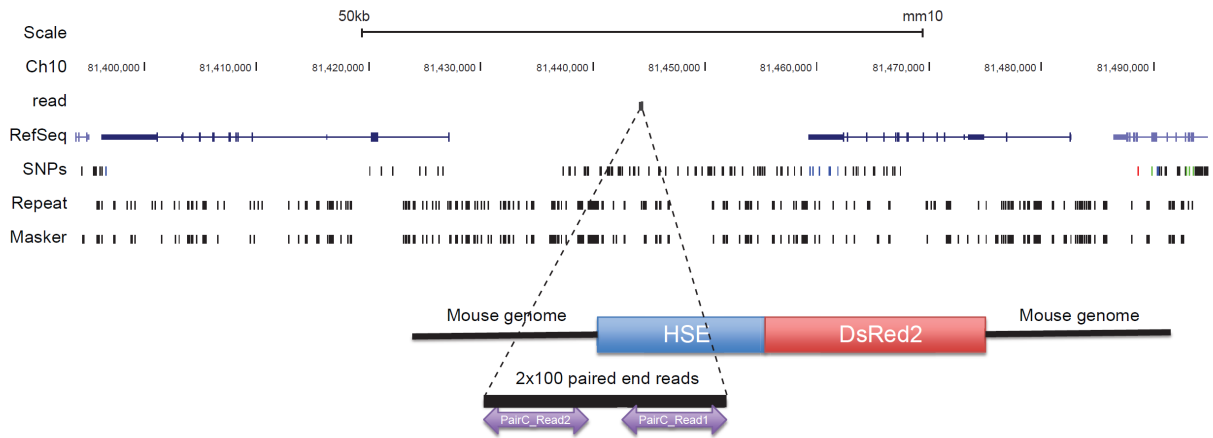 50kb mm10
Scale
Ch10 81,400,000 81,410,000 81,420,000 81,430,000 81,440,000 81,450,000 81,460,000 81,470,000 81,480,000 81,490,000
read
RefSeq
SNPs
Repeat
Masker
Mouse genome HSE DsRed2 Mouse genome
2x100 paired end reads
PairC_Read2 PairC_Read1